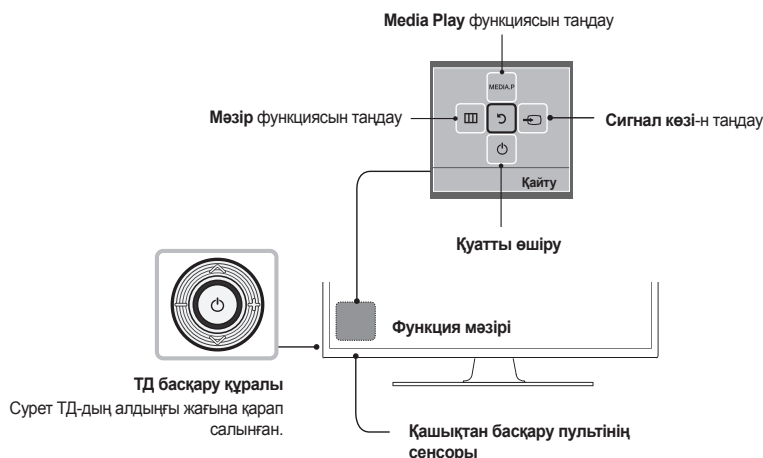 Media Play функциясын таңдау
MEDIA.P
Мәзір функциясын таңдау
Сигнал көзі-н таңдау
Қайту
Қуатты өшіру
Функция мәзірі
ТД басқару құралы
Сурет ТД-дың алдыңғы жағына қарап
салынған.
Қашықтан басқару пультінің
сенсоры